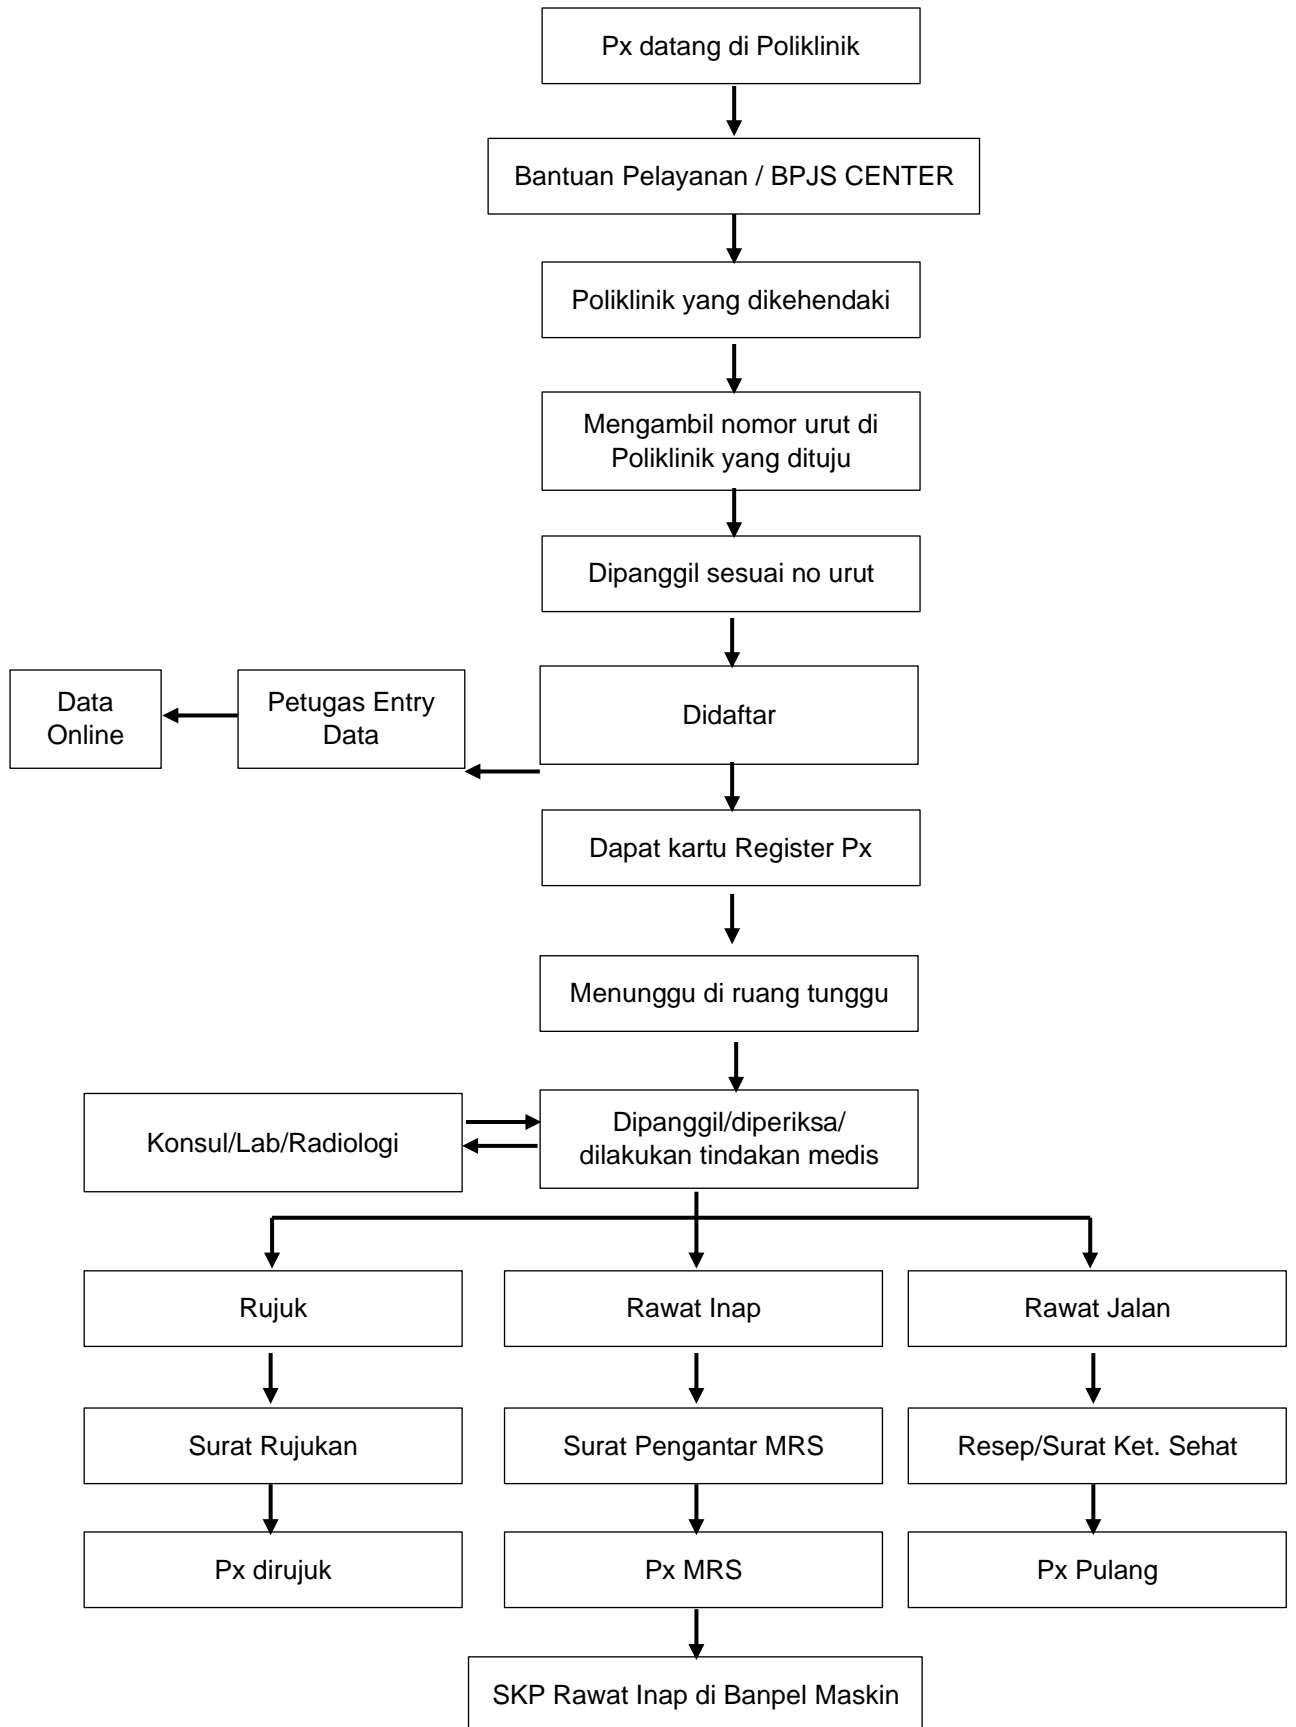 Px datang di Poliklinik
Bantuan Pelayanan / BPJS CENTER
Poliklinik yang dikehendaki
Mengambil nomor urut di
Poliklinik yang dituju
Dipanggil sesuai no urut
Data
Online
Petugas Entry
Data
Didaftar
Dapat kartu Register Px
Menunggu di ruang tunggu
Konsul/Lab/Radiologi
Dipanggil/diperiksa/
dilakukan tindakan medis
Rujuk
Rawat Inap
Rawat Jalan
Surat Rujukan
Surat Pengantar MRS
Resep/Surat Ket. Sehat
Px dirujuk
Px MRS
Px Pulang
SKP Rawat Inap di Banpel Maskin